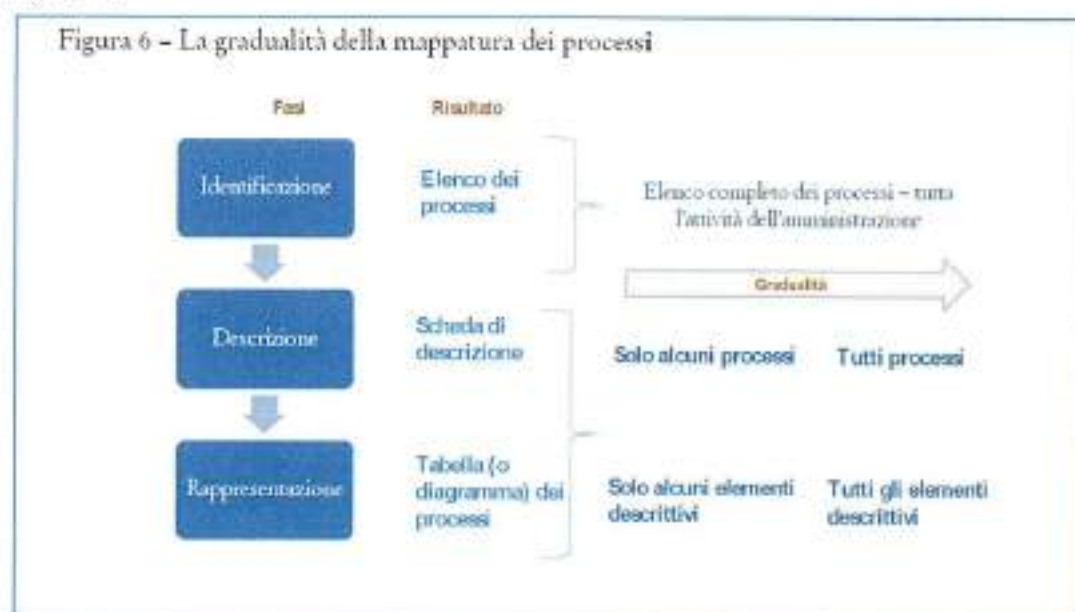 Figura 6 – La gradualità della mappatura dei processi
Fasi
Risultato
Identificazione
Elenco dei
processi
Elenco completo dei processi – tutta
l'attività dell'amministrazione
Gradualità
Descrizione
Scheda di
descrizione
Solo alcuni processi
Tutti processi
Rappresentazione
Tabella (o
diagramma) dei
processi
Solo alcuni elementi
descrittivi
Tutti gli elementi
descrittivi